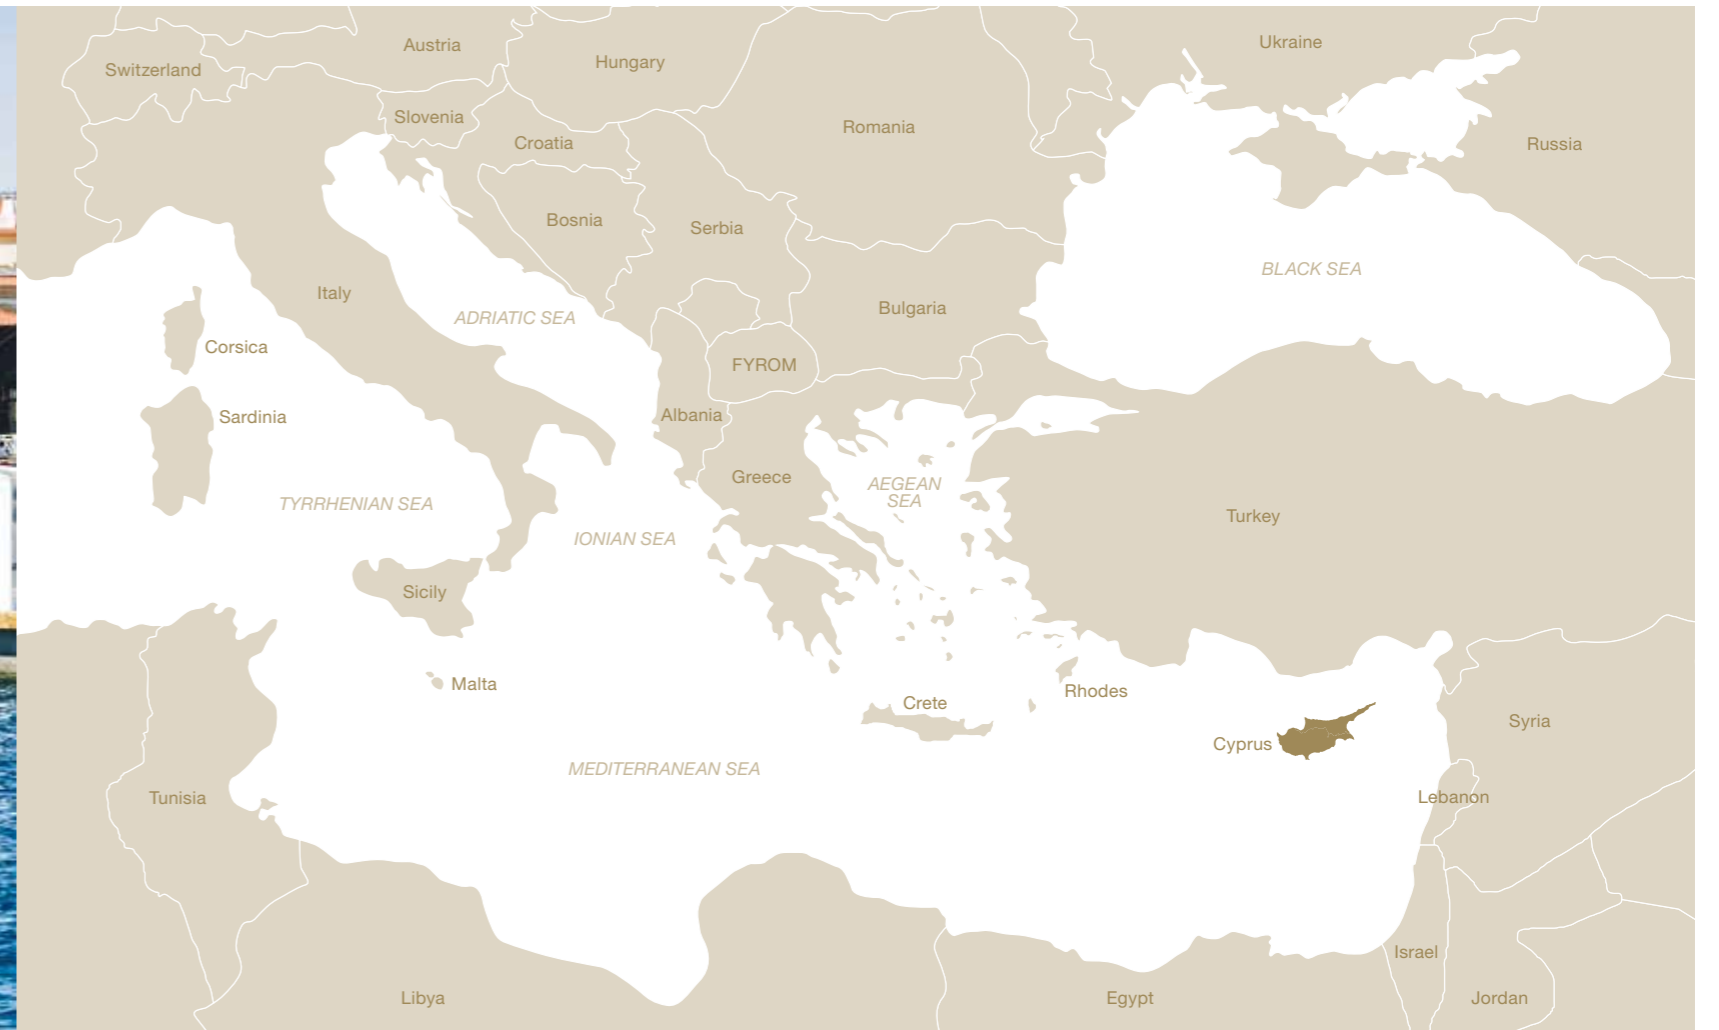 Austria
Ukraine
Switzerland
Hungary
Slovenia
Romania
Croatia
Russia
Bosnia
Serbia
BLACK SEA
Italy
Bulgaria
ADRIATIC SEA
Corsica
FYROM
Albania
Sardinia
Greece
AEGEAN
SEA
TYRRHENIAN SEA
Turkey
IONIAN SEA
Sicily
Malta
Rhodes
Crete
Syria
Cyprus
MEDITERRANEAN SEA
Tunisia
Lebanon
Israel
Libya
Egypt
Jordan